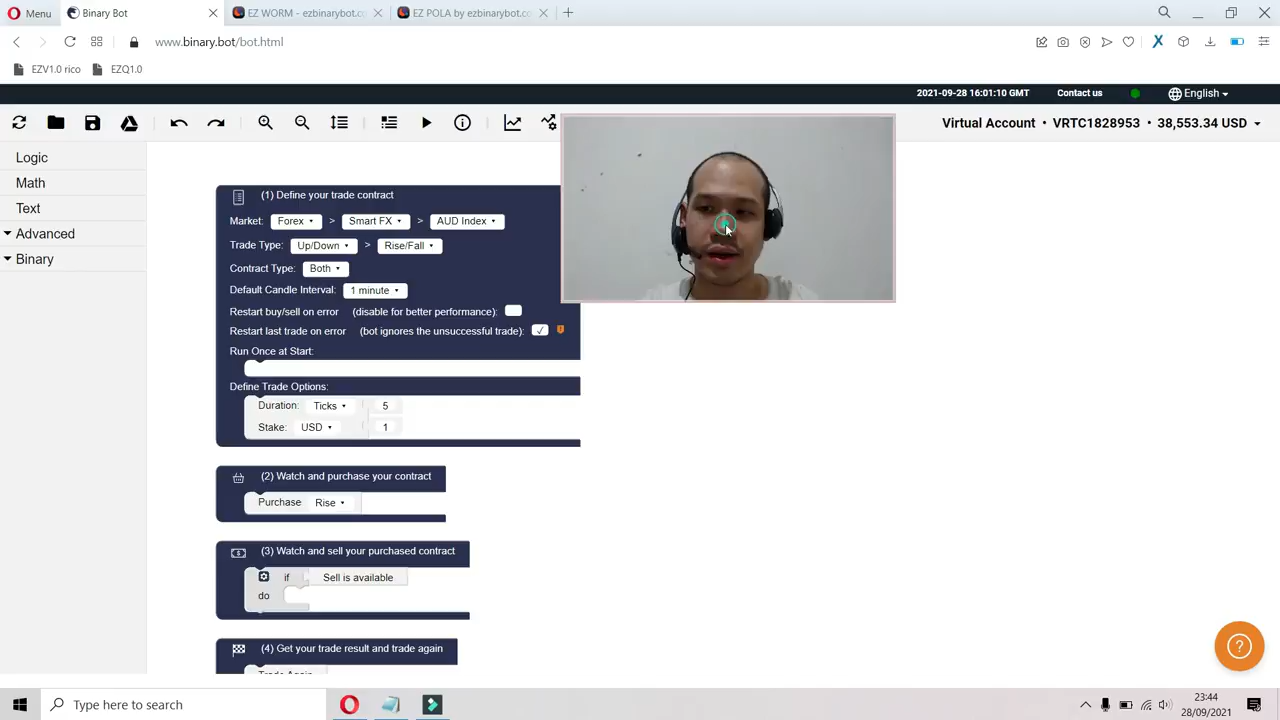 Menu
Binary Bot
EZ WORM - ezbinarybot.co
EZ POLA by ezbinarybot.co
www.binary.bot/bot.html
EZV1.0 rico
EZQ1.0
2021-09-28 16:01:10 GMT
Contact us
English
Virtual Account • VRTC1828953 • 38,553.34 USD
Logic
Math
Text
Advanced
Binary
(1) Define your trade contract
Market: Forex > Smart FX > AUD Index
Trade Type: Up/Down > Rise/Fall
Contract Type: Both
Default Candle Interval: 1 minute
Restart buy/sell on error (disable for better performance):
Restart last trade on error (bot ignores the unsuccessful trade):
Run Once at Start:
Define Trade Options:
Duration: Ticks 5
Stake: USD 1
(2) Watch and purchase your contract
Purchase Rise
(3) Watch and sell your purchased contract
if Sell is available
do
(4) Get your trade result and trade again
Trade Again
Type here to search
23:44
28/09/2021